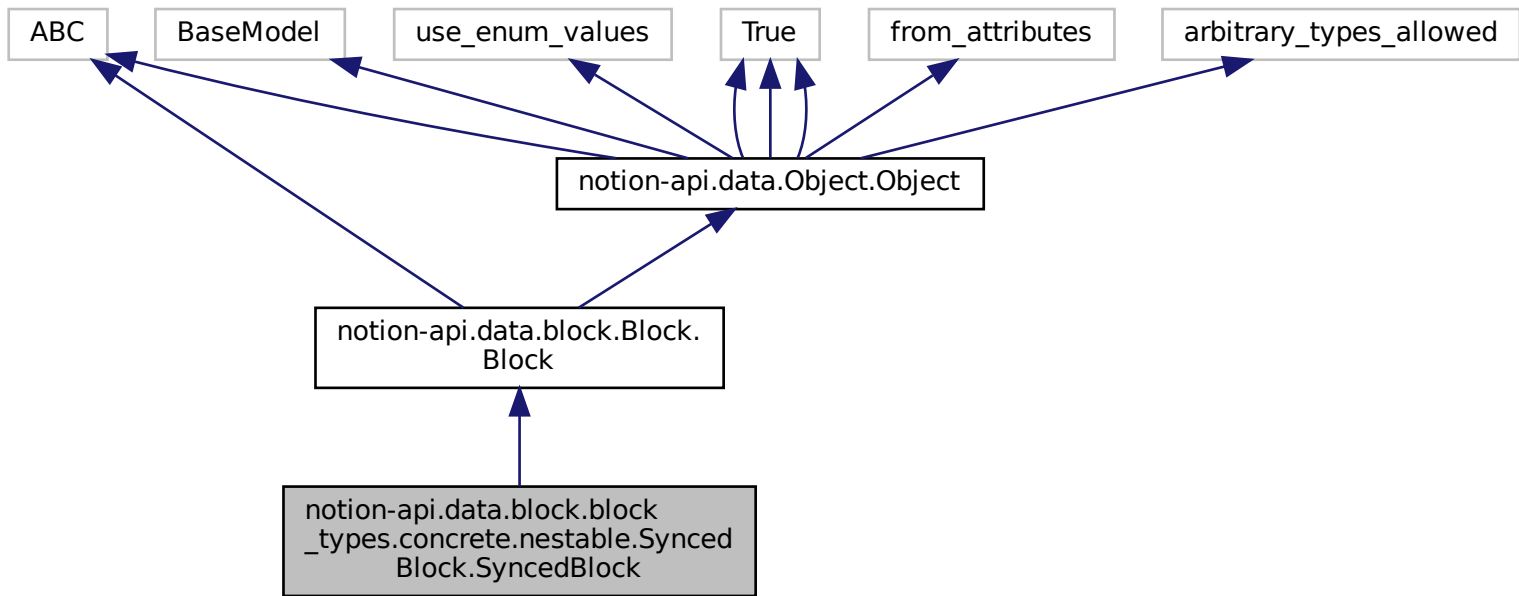 ABC
BaseModel
use_enum_values
True
from_attributes
arbitrary_types_allowed
notion-api.data.Object.Object
notion-api.data.block.Block.
Block
notion-api.data.block.block
_types.concrete.nestable.Synced
Block.SyncedBlock